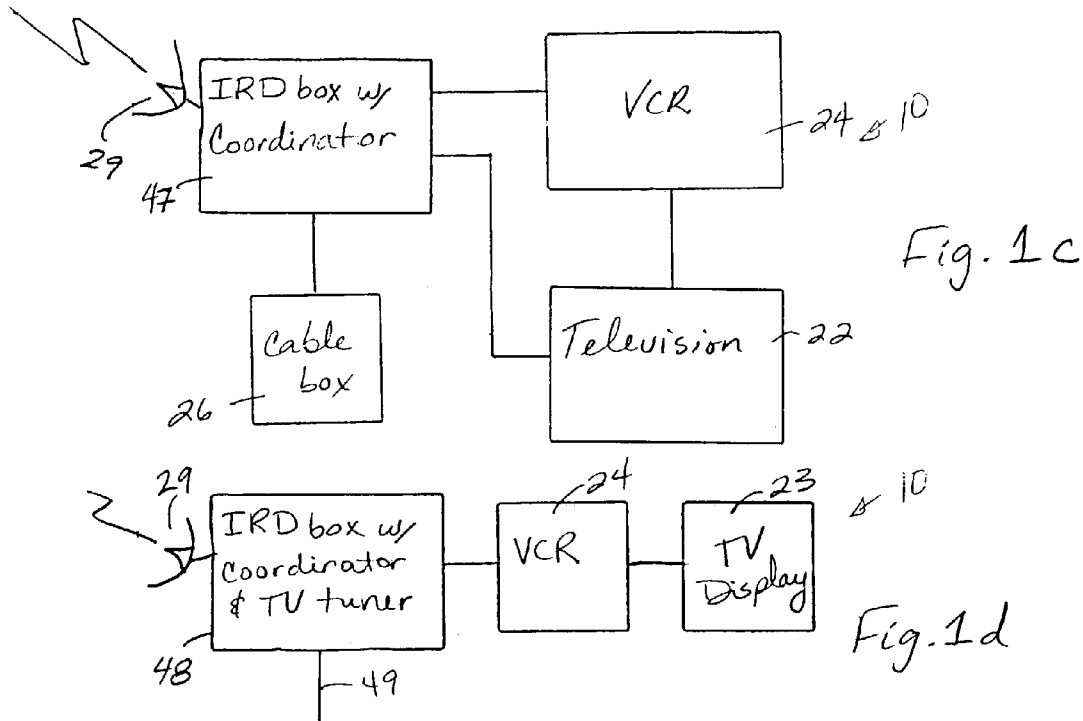 IRD box w/
Coordinator
29
47
VCR
24
10
Fig. 1c
Cable
box
26
Television
22
29
IRD box w/
Coordinator
& TV tuner
48
49
24
VCR
23
TV
Display
10
Fig. 1d